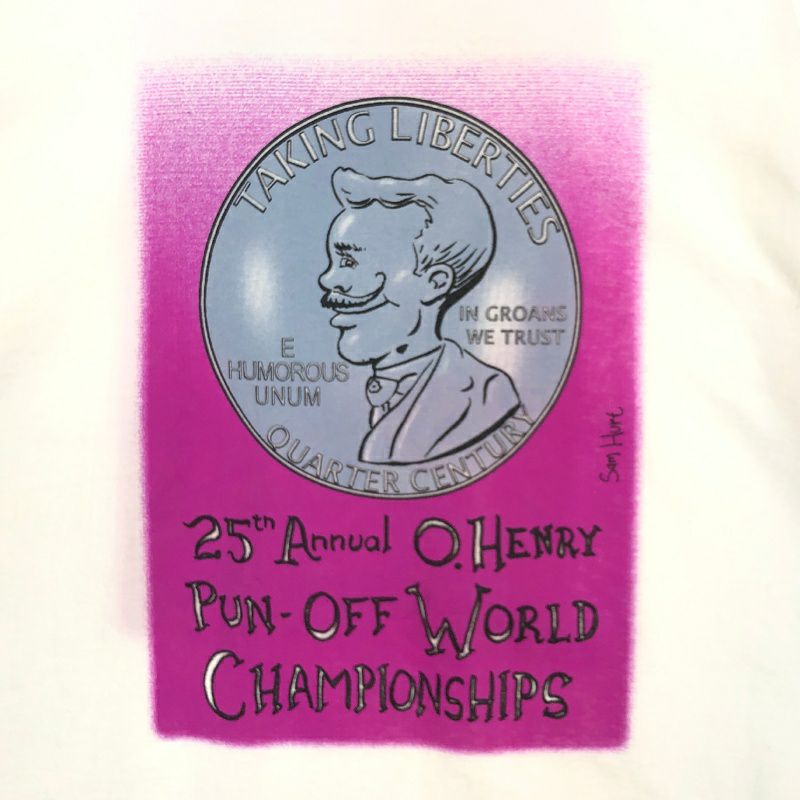 TAKING LIBERTIES
IN GROANS
WE TRUST
E
HUMOROUS
UNUM
QUARTER CENTURY
Sam Hurt
25th Annual O. HENRY
PUN-OFF WORLD
CHAMPIONSHIPS